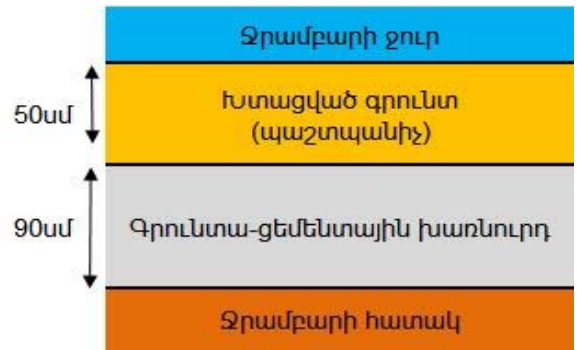 Ջրամբարի ջուր
50սմ
Խտացված գրունտ
(պաշտպանիչ)
90սմ
Գրունտա-ցեմենտային խառնուրդ
Ջրամբարի հատակ